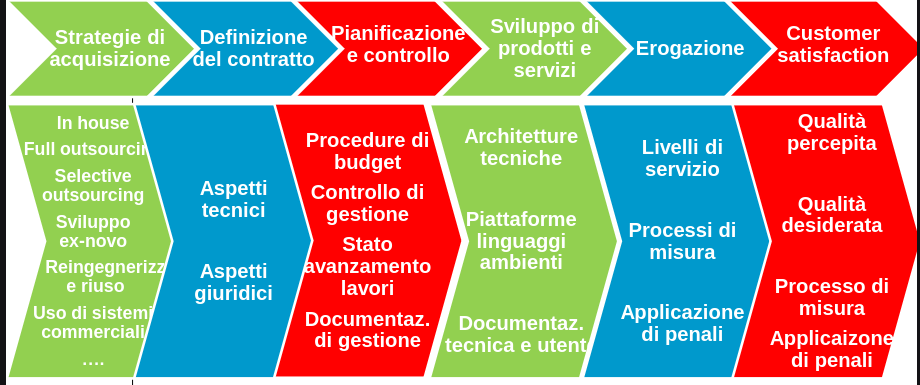 Strategie di
acquisizione
Definizione
del contratto
Pianificazione
e controllo
Sviluppo di
prodotti e
servizi
Erogazione
Customer
satisfaction
In house
Full outsourcin
Selective
outsourcing
Sviluppo
ex-novo
Reingegnerizz
e riuso
Uso di sistemi
commerciali
....
Aspetti
tecnici
Aspetti
giuridici
Procedure di
budget
Controllo di
gestione
Stato
avanzamento
lavori
Documentaz.
di gestione
Architetture
tecniche
Piattaforme
linguaggi
ambienti
Documentaz.
tecnica e utent
Livelli di
servizio
Processi di
misura
Applicazione
di penali
Qualità
percepita
Qualità
desiderata
Processo di
misura
Applicaizone
di penali